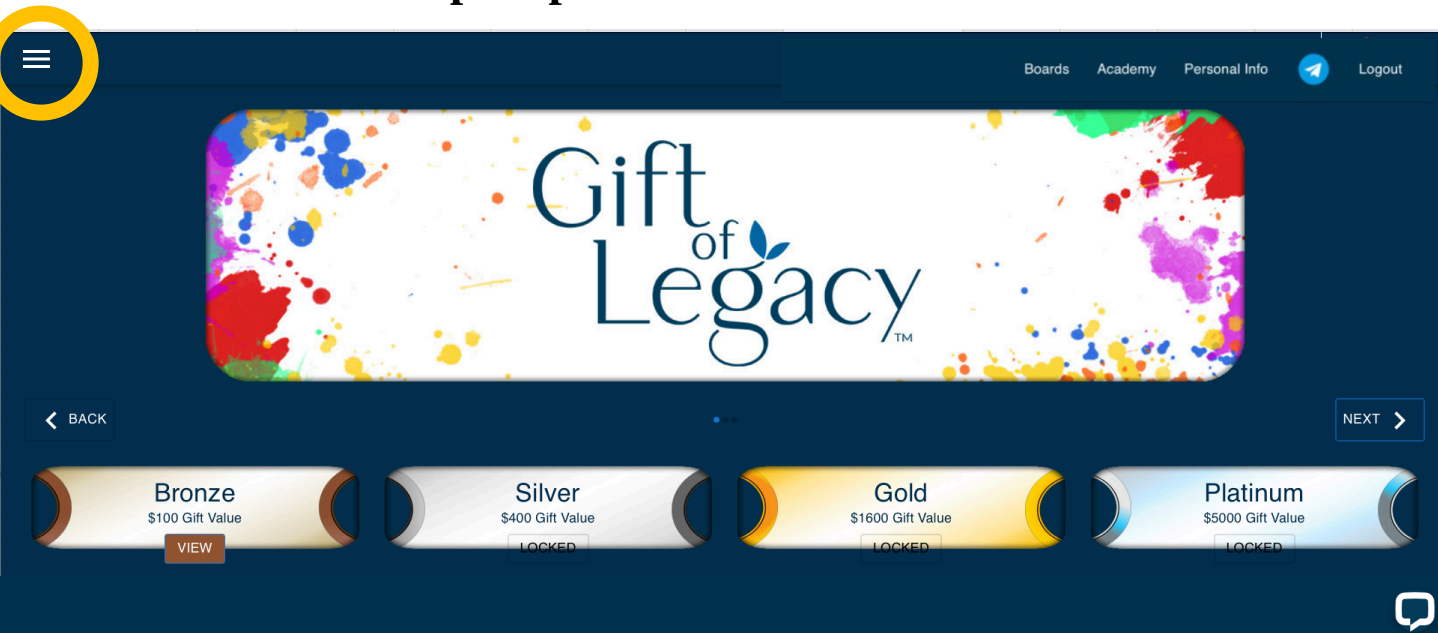 Boards Academy Personal Info Logout
Gift
of
Legacy
TM
BACK
NEXT
Bronze
$100 Gift Value
VIEW
Silver
$400 Gift Value
LOCKED
Gold
$1600 Gift Value
LOCKED
Platinum
$5000 Gift Value
LOCKED